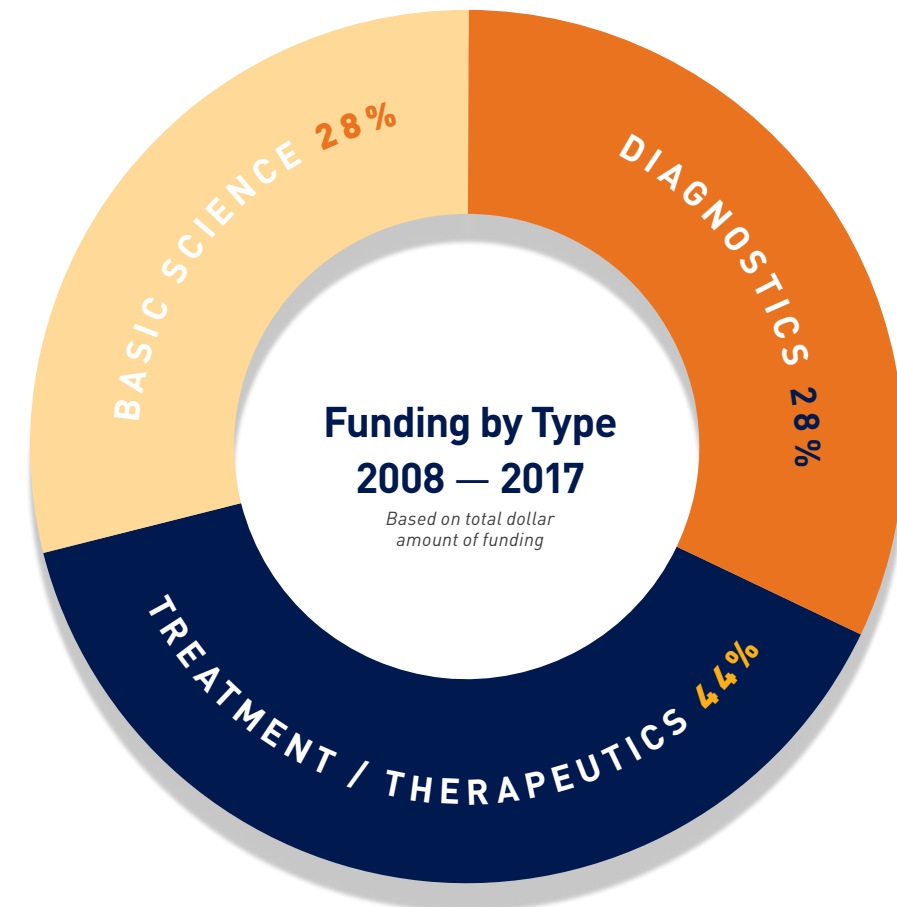 BASIC SCIENCE 28%
DIAGNOSTICS 28%
Funding by Type
2008 — 2017
Based on total dollar
amount of funding
TREATMENT / THERAPEUTICS 44%